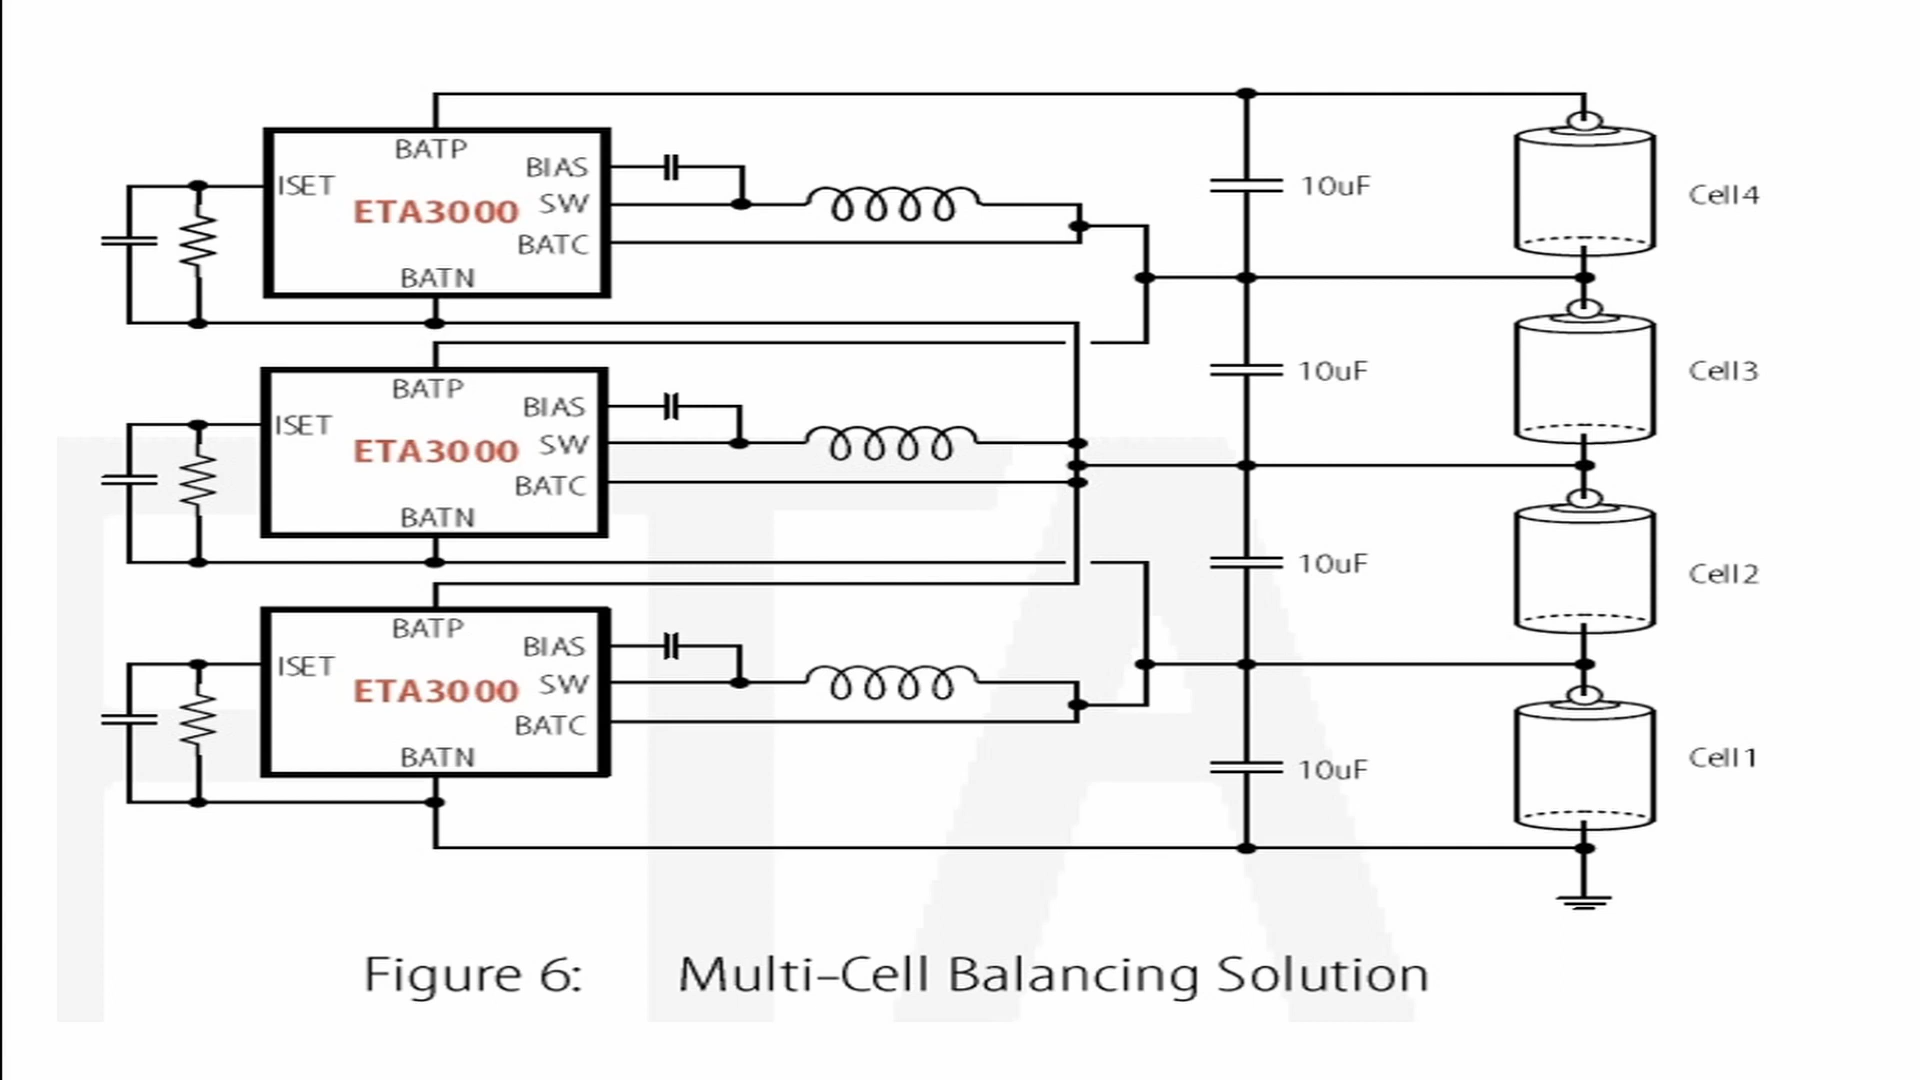 BATP
BIAS
ISET
ETA3000
SW
BATC
BATN
10uF
Cell4
BATP
BIAS
ISET
ETA3000
SW
BATC
BATN
10uF
Cell3
BATP
BIAS
ISET
ETA3000
SW
BATC
BATN
10uF
Cell2
10uF
Cell1
Figure 6: Multi–Cell Balancing Solution
ETA